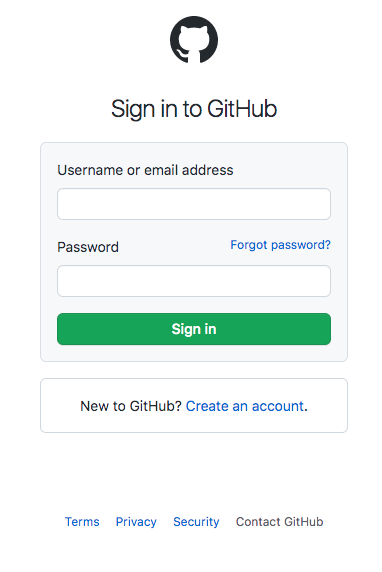 Sign in to GitHub
Username or email address
Password Forgot password?
Sign in
New to GitHub? Create an account.
Terms Privacy Security Contact GitHub